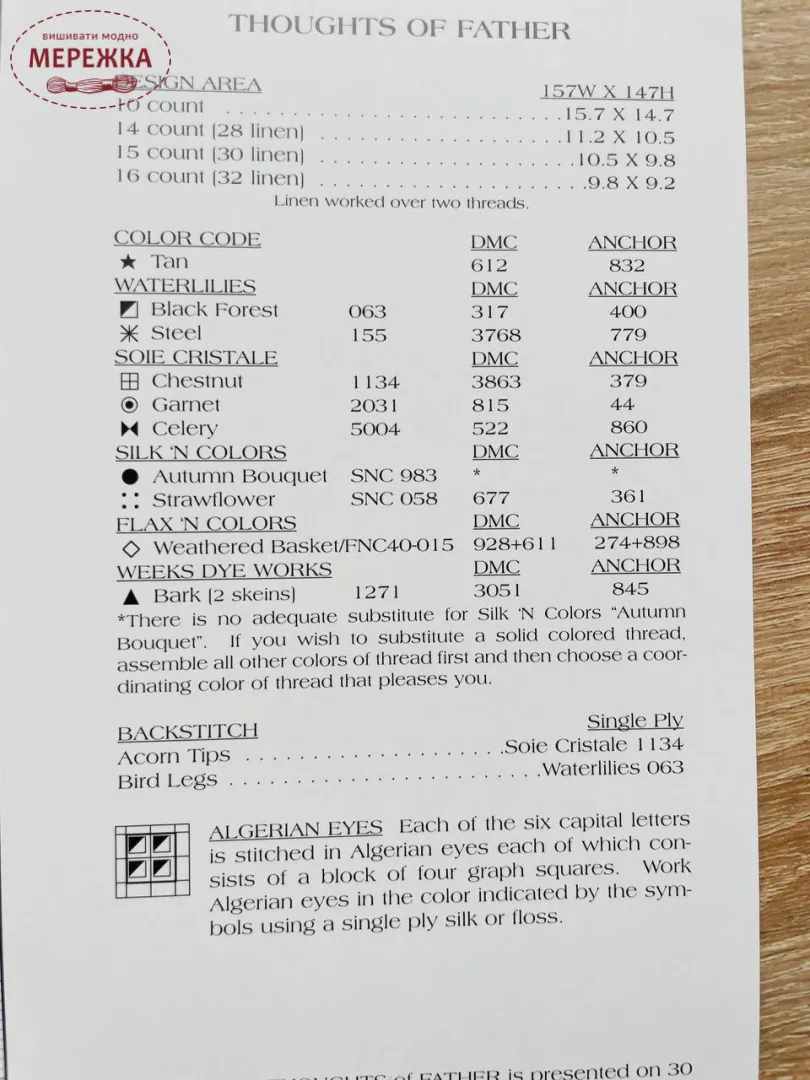 THOUGHTS OF FATHER
вишивати модно
МЕРЕЖКА
DESIGN AREA 157W X 147H
10 count . . . . . . . . . . . . . . . . . . . . . . . . . .15.7 X 14.7
14 count (28 linen) . . . . . . . . . . . . . . . . . . .11.2 X 10.5
15 count (30 linen) . . . . . . . . . . . . . . . . . . . .10.5 X 9.8
16 count (32 linen) . . . . . . . . . . . . . . . . . . . . .9.8 X 9.2
Linen worked over two threads.
COLOR CODE DMC ANCHOR
★ Tan 612 832
WATERLILIES DMC ANCHOR
Black Forest 063 317 400
Steel 155 3768 779
SOIE CRISTALE DMC ANCHOR
Chestnut 1134 3863 379
Garnet 2031 815 44
Celery 5004 522 860
SILK 'N COLORS DMC ANCHOR
● Autumn Bouquet SNC 983 * *
Strawflower SNC 058 677 361
FLAX 'N COLORS DMC ANCHOR
◇ Weathered Basket/FNC40-015 928+611 274+898
WEEKS DYE WORKS DMC ANCHOR
▲ Bark (2 skeins) 1271 3051 845
*There is no adequate substitute for Silk 'N Colors "Autumn
Bouquet". If you wish to substitute a solid colored thread,
assemble all other colors of thread first and then choose a coor-
dinating color of thread that pleases you.
BACKSTITCH Single Ply
Acorn Tips . . . . . . . . . . . . . . . . . . . .Soie Cristale 1134
Bird Legs . . . . . . . . . . . . . . . . . . . . . . . .Waterlilies 063
ALGERIAN EYES Each of the six capital letters
is stitched in Algerian eyes each of which con-
sists of a block of four graph squares. Work
Algerian eyes in the color indicated by the sym-
bols using a single ply silk or floss.
THOUGHTS of FATHER is presented on 30